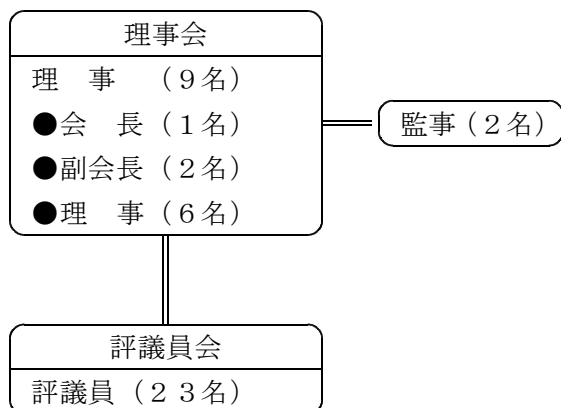 理事会
理　事　（９名）
●会　長（１名）
●副会長（２名）
●理　事（６名）
監事（２名）
評議員会
評議員（２３名）